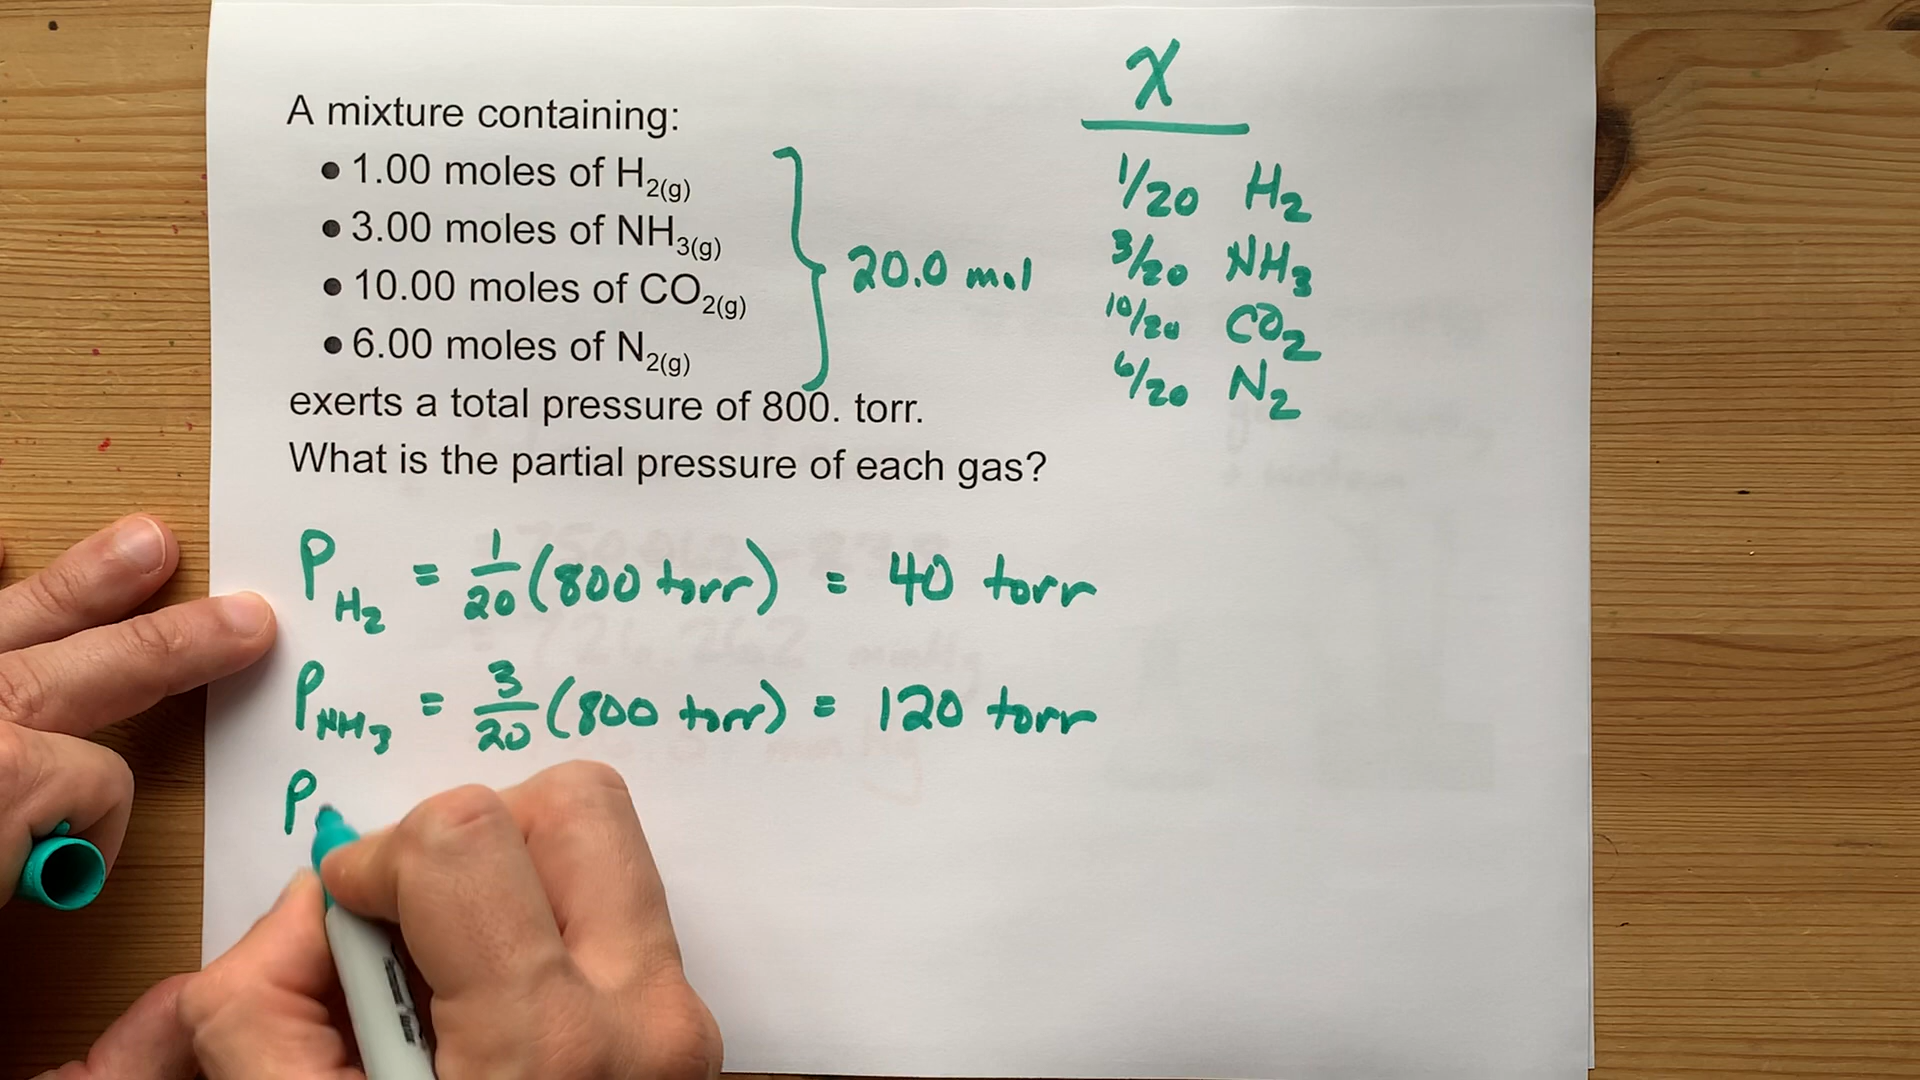 A mixture containing:
• 1.00 moles of H₂(g)
• 3.00 moles of NH₃(g)
• 10.00 moles of CO₂(g)
• 6.00 moles of N₂(g)
exerts a total pressure of 800. torr.
What is the partial pressure of each gas?
20.0 mol
χ
1/20 H₂
3/20 NH₃
10/20 CO₂
6/20 N₂
P H₂ = 1/20 (800 torr) = 40 torr
P NH₃ = 3/20 (800 torr) = 120 torr
P